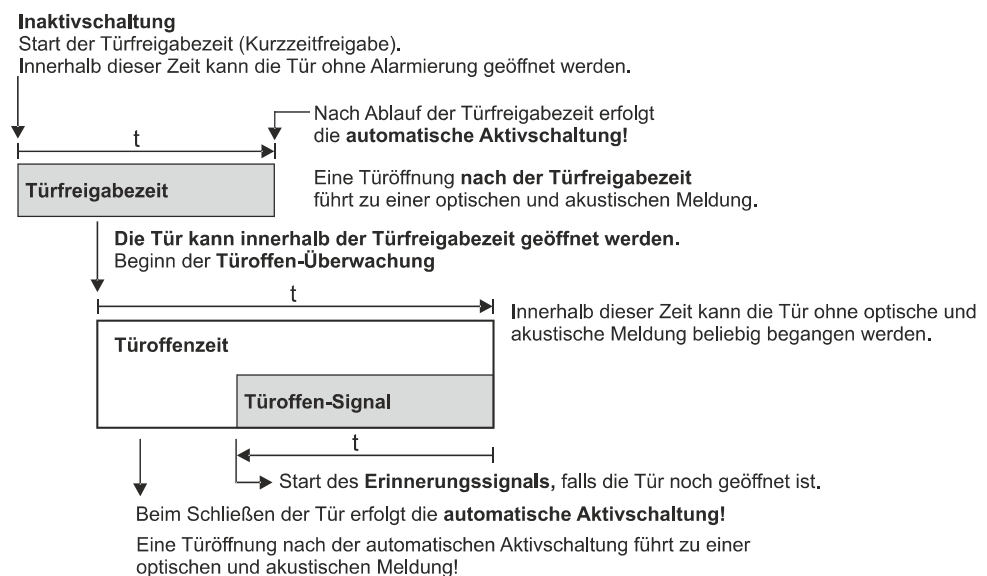 Inaktivschaltung
Start der Türfreigabezeit (Kurzzeitfreigabe).
Innerhalb dieser Zeit kann die Tür ohne Alarmierung geöffnet werden.
t
Nach Ablauf der Türfreigabezeit erfolgt
die automatische Aktivschaltung!
Türfreigabezeit
Eine Türöffnung nach der Türfreigabezeit
führt zu einer optischen und akustischen Meldung.
Die Tür kann innerhalb der Türfreigabezeit geöffnet werden.
Beginn der Türoffen-Überwachung
t
Innerhalb dieser Zeit kann die Tür ohne optische und
akustische Meldung beliebig begangen werden.
Türoffenzeit
Türoffen-Signal
t
Start des Erinnerungssignals, falls die Tür noch geöffnet ist.
Beim Schließen der Tür erfolgt die automatische Aktivschaltung!
Eine Türöffnung nach der automatischen Aktivschaltung führt zu einer
optischen und akustischen Meldung!